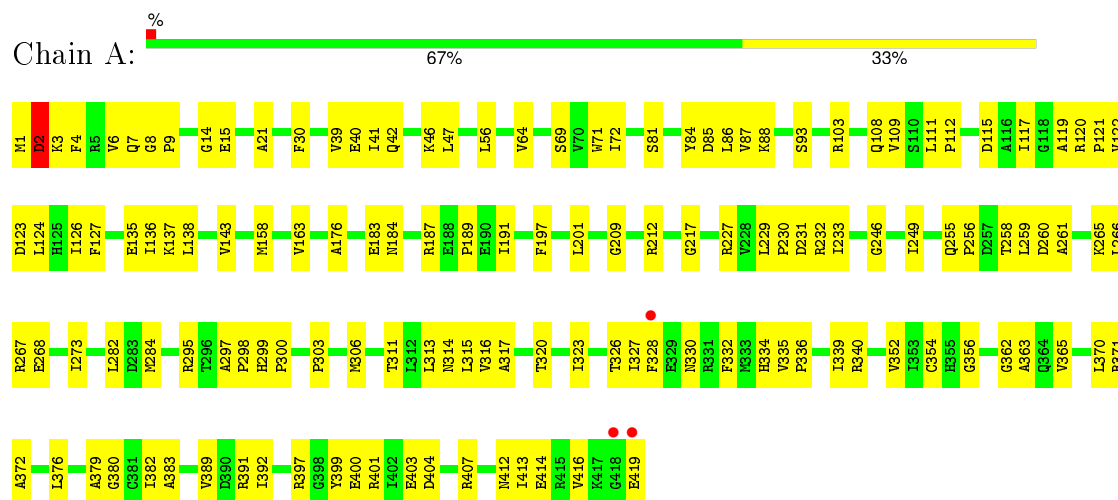 %
Chain A:
67%
33%
M1 D2 K3 F4 R5 V6 Q7 G8 P9 G14 E15 A21 F30 V39 E40 I41 Q42 K46 L47 L56 V64 S69 V70 W71 I72 S81 Y84 D85 L86 V87 K88 S93 R103 Q108 V109 S110 L111 P112 D115 A116 I117 G118 A119 R120 P121 V122
D123 L124 H125 I126 F127 E135 I136 K137 L138 V143 M158 V163 A176 E183 N184 R187 E188 P189 E190 I191 F197 L201 G209 R212 G217 R227 V228 L229 P230 D231 R232 I233 G246 I249 Q255 P256 D257 T258 L259 D260 A261 K265 L266
R267 E268 I273 L282 D283 M284 R295 T296 A297 P298 H299 P300 P303 M306 T311 L312 L313 N314 L315 V316 A317 T320 I323 T326 I327 F328 E329 N330 R331 F332 M333 H334 V335 P336 I339 R340 V352 I353 C354 H355 G356 G362 A363 Q364 V365 L370 R371
A372 L376 A379 G380 C381 I382 A383 V389 D390 R391 I392 R397 G398 Y399 E400 R401 I402 E403 D404 R407 N412 I413 E414 R415 V416 K417 G418 E419